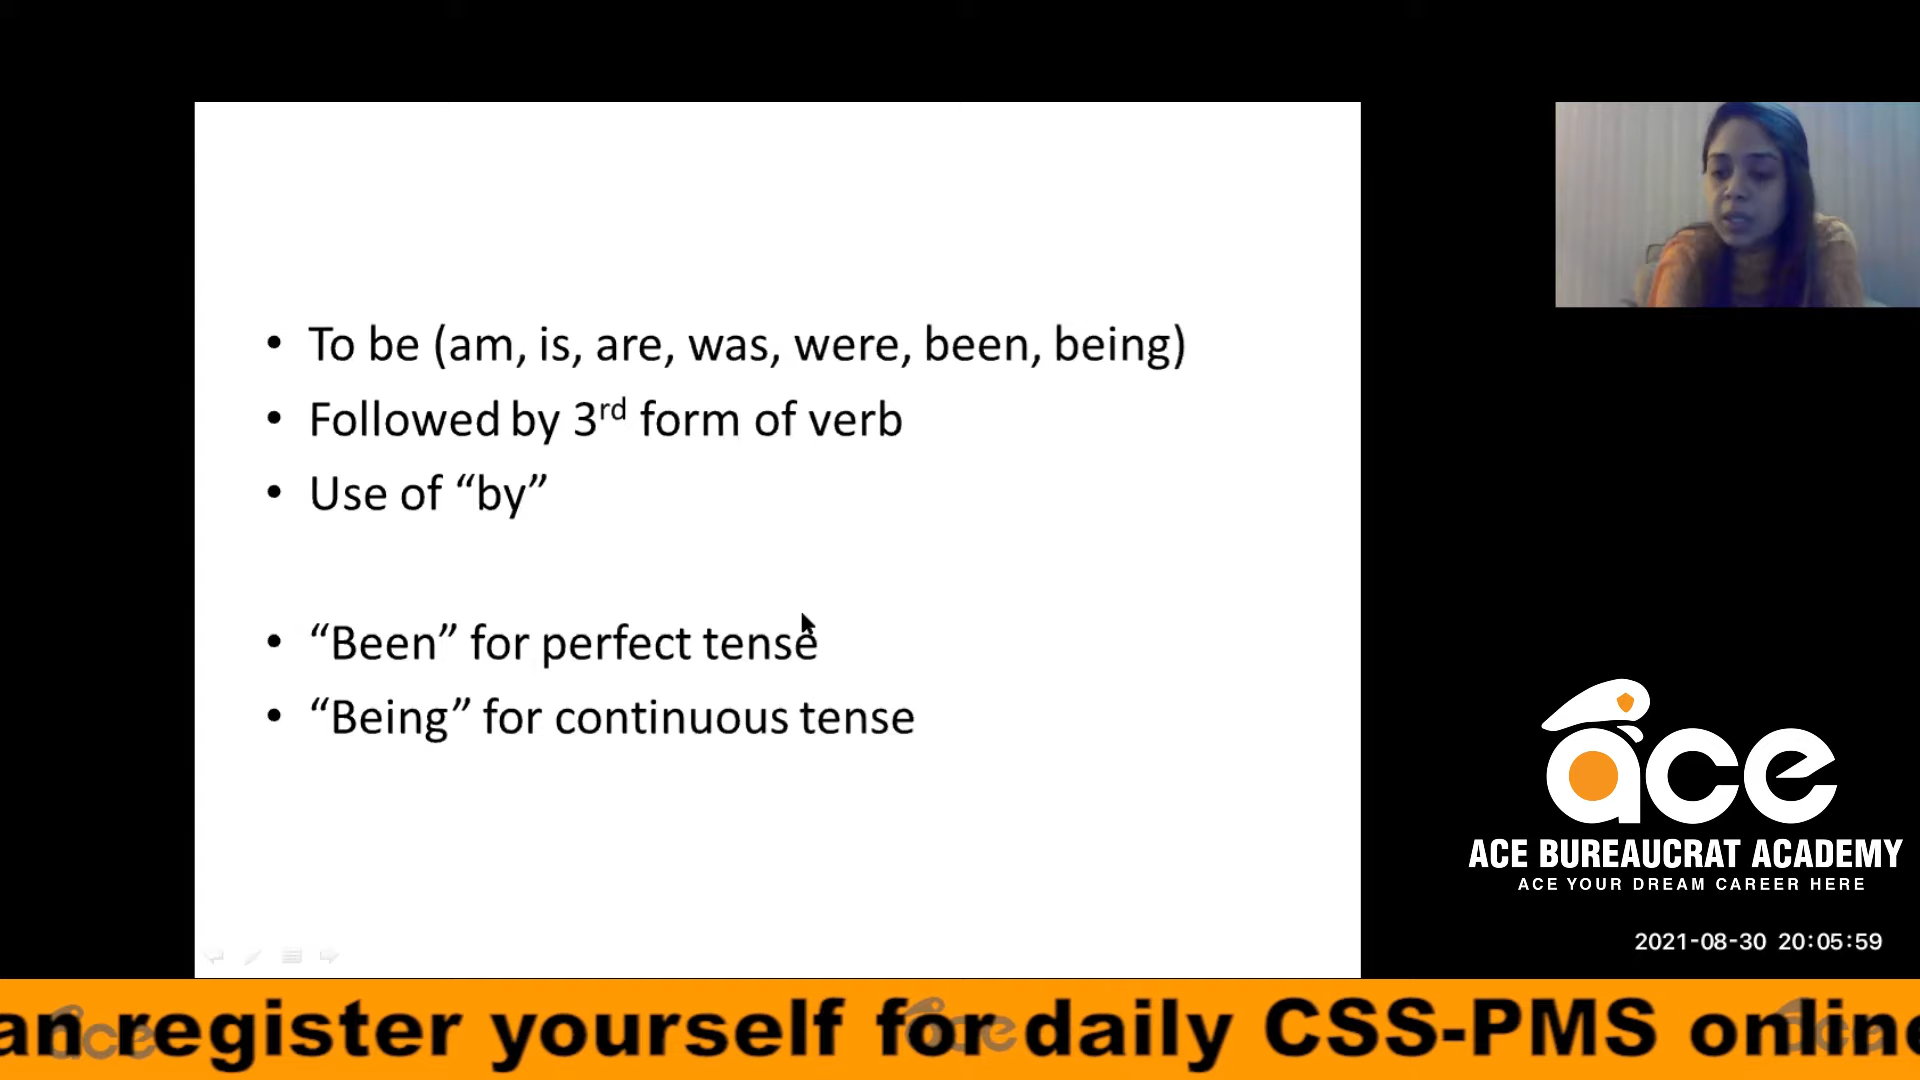 • To be (am, is, are, was, were, been, being)
• Followed by 3rd form of verb
• Use of “by”
• “Been” for perfect tense
• “Being” for continuous tense
ace
ACE BUREAUCRAT ACADEMY
ACE YOUR DREAM CAREER HERE
2021-08-30 20:05:59
an register yourself for daily CSS-PMS online